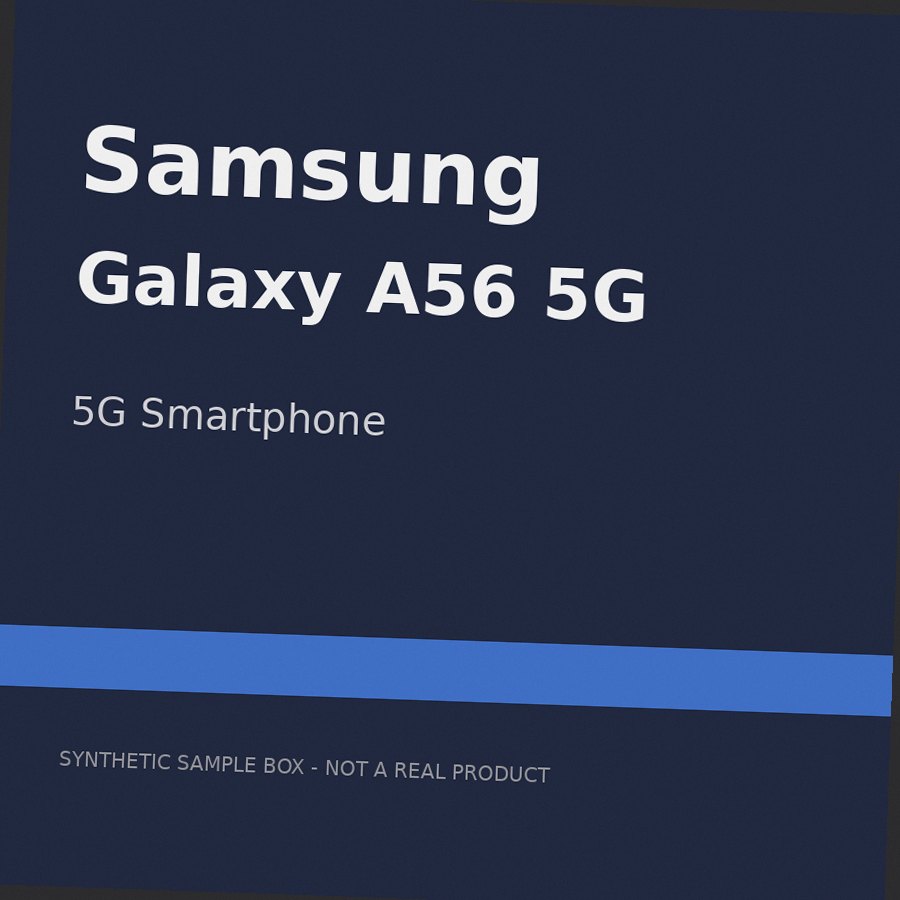 Samsung
Galaxy A56 5G
5G Smartphone
SYNTHETIC SAMPLE BOX - NOT A REAL PRODUCT